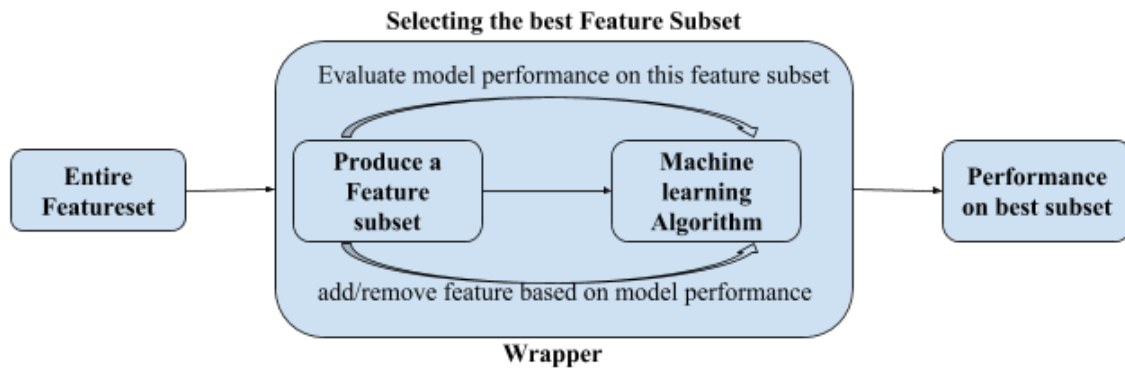 Selecting the best Feature Subset
Evaluate model performance on this feature subset
Entire
Featureset
Produce a
Feature
subset
Machine
learning
Algorithm
Performance
on best subset
add/remove feature based on model performance
Wrapper